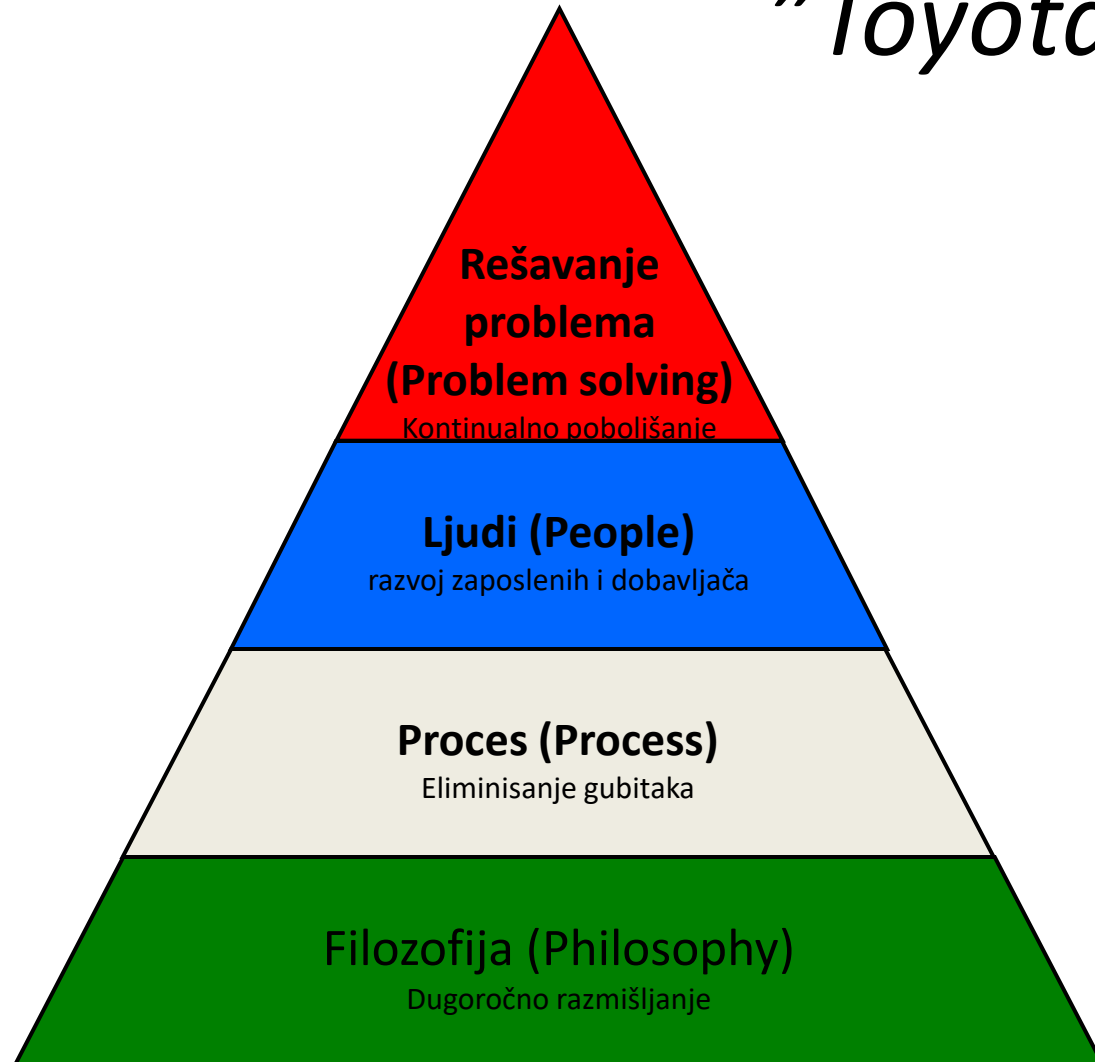 ”Toyota
Rešavanje
problema
(Problem solving)
Kontinualno poboljšanje
Ljudi (People)
razvoj zaposlenih i dobavljača
Proces (Process)
Eliminisanje gubitaka
Filozofija (Philosophy)
Dugoročno razmišljanje